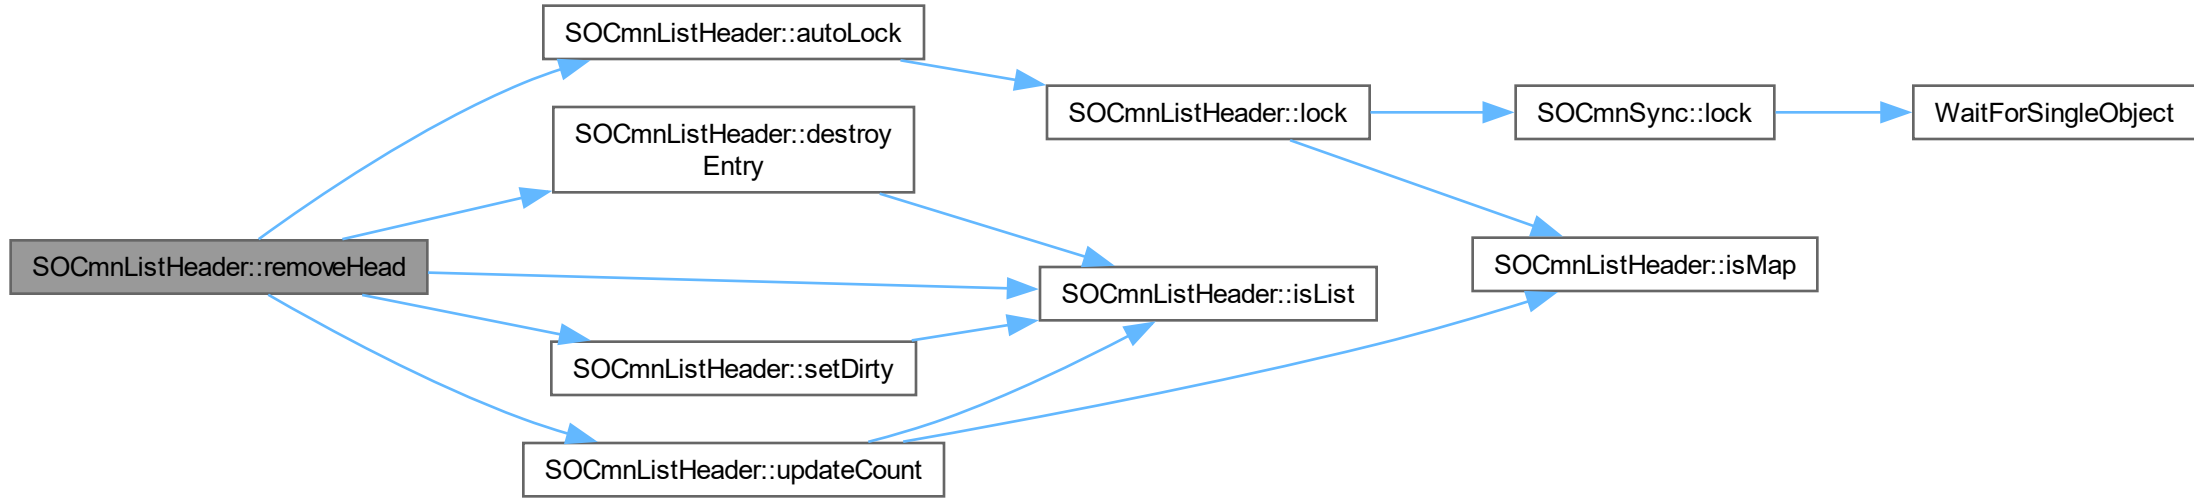 SOCmnListHeader::removeHead
SOCmnListHeader::autoLock
SOCmnListHeader::destroy
Entry
SOCmnListHeader::setDirty
SOCmnListHeader::updateCount
SOCmnListHeader::lock
SOCmnListHeader::isList
SOCmnSync::lock
SOCmnListHeader::isMap
WaitForSingleObject